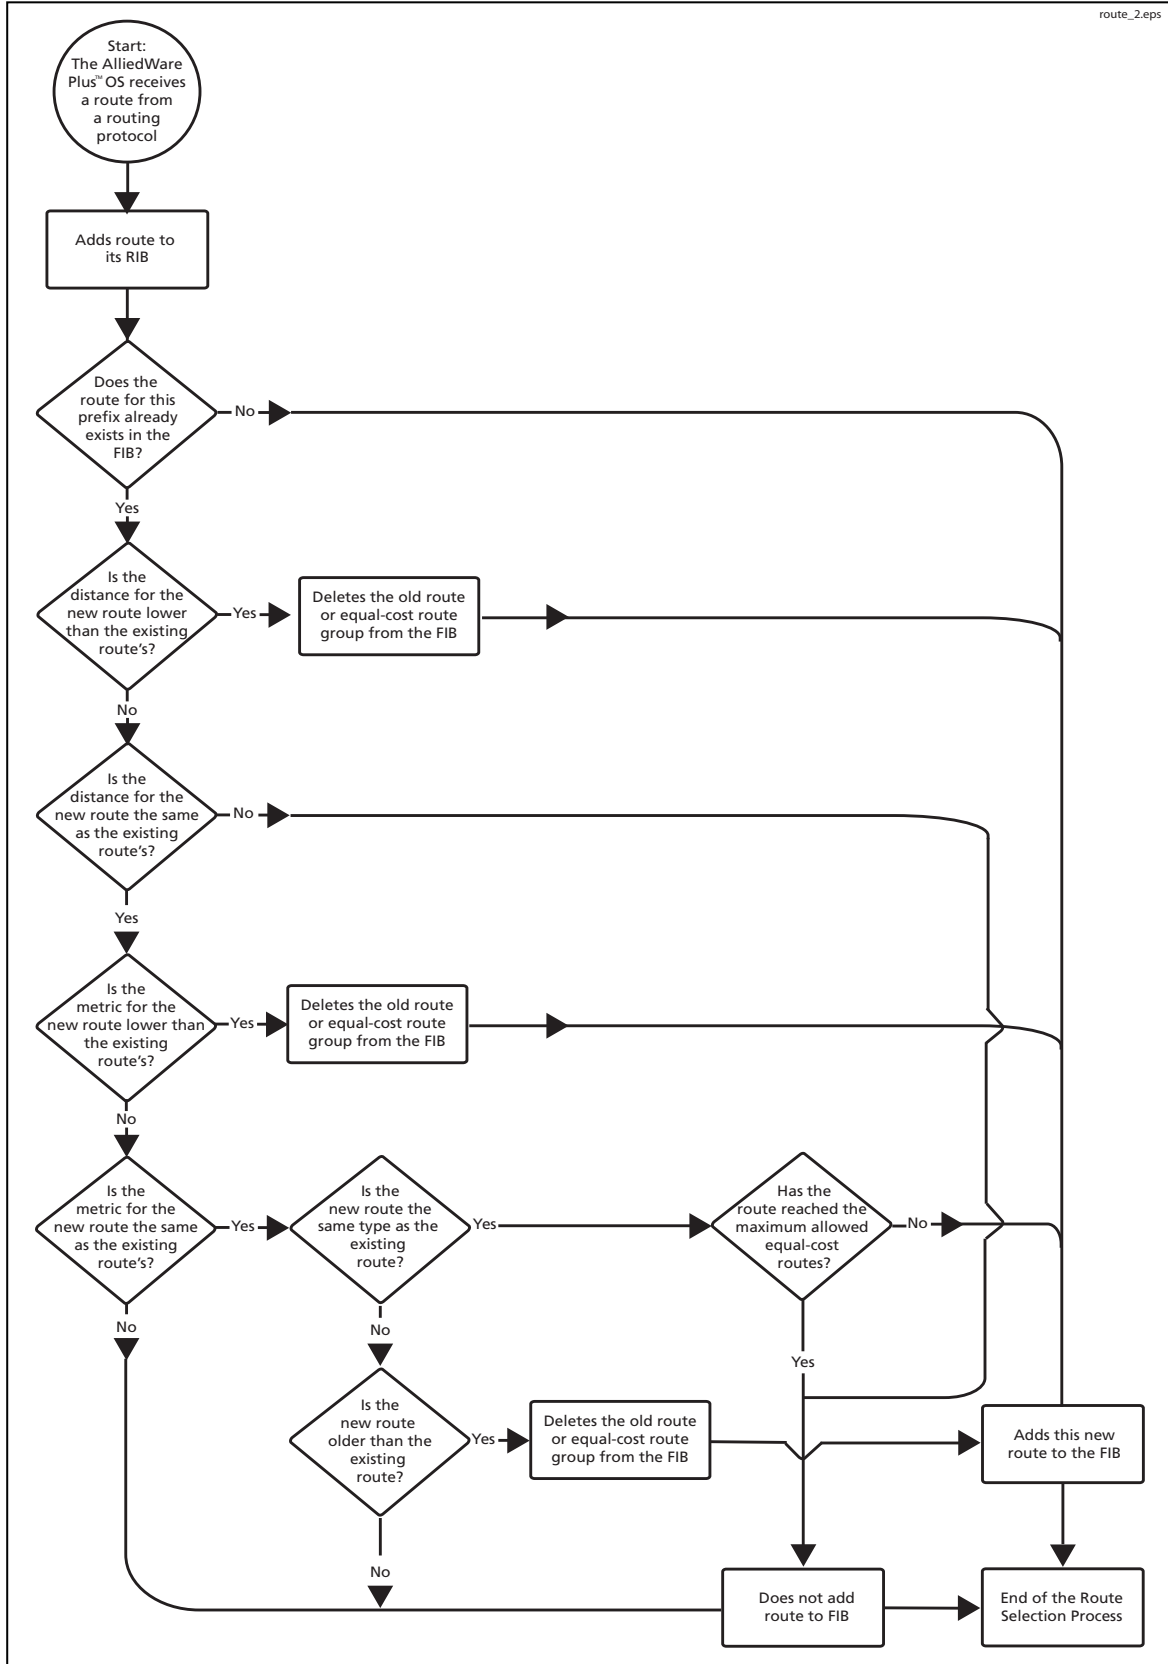 route_2.eps
Start:
The AlliedWare
Plus™ OS receives
a route from
a routing
protocol
Adds route to
its RIB
Does the
route for this
prefix already
exists in the
FIB?
No
Yes
Is the
distance for the
new route lower
than the existing
route's?
Yes
Deletes the old route
or equal-cost route
group from the FIB
No
Is the
distance for the
new route the same
as the existing
route's?
No
Yes
Is the
metric for the
new route lower than
the existing
route's?
Yes
Deletes the old route
or equal-cost route
group from the FIB
No
Is the
metric for the
new route the same
as the existing
route's?
Yes
Is the
new route the
same type as the
existing
route?
Yes
Has the
route reached the
maximum allowed
equal-cost
routes?
No
No
No
Yes
Is the
new route
older than the
existing
route?
Yes
Deletes the old route
or equal-cost route
group from the FIB
Adds this new
route to the FIB
No
Does not add
route to FIB
End of the Route
Selection Process